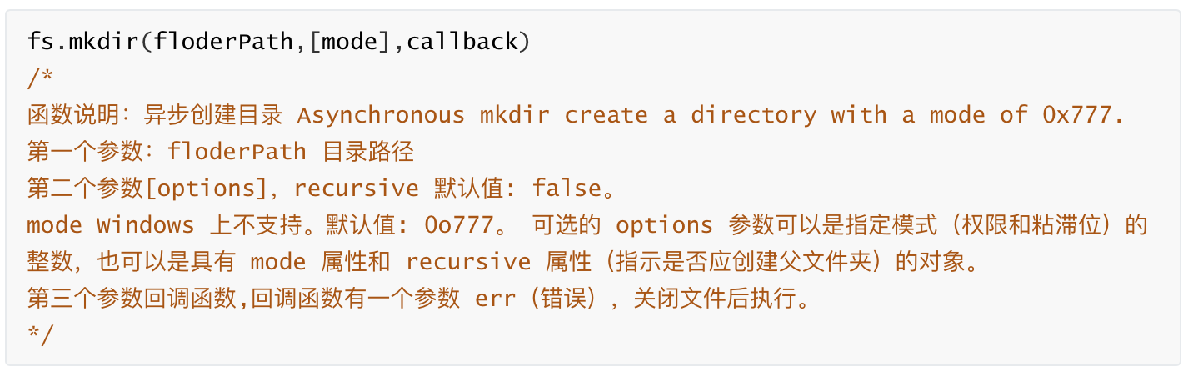 fs.mkdir(floderPath,[mode],callback)
/*
函数说明：异步创建目录 Asynchronous mkdir create a directory with a mode of 0x777.
第一个参数：floderPath 目录路径
第二个参数[options]，recursive 默认值: false。
mode Windows 上不支持。默认值: 0o777。 可选的 options 参数可以是指定模式（权限和粘滞位）的
整数，也可以是具有 mode 属性和 recursive 属性（指示是否应创建父文件夹）的对象。
第三个参数回调函数,回调函数有一个参数 err（错误），关闭文件后执行。
*/